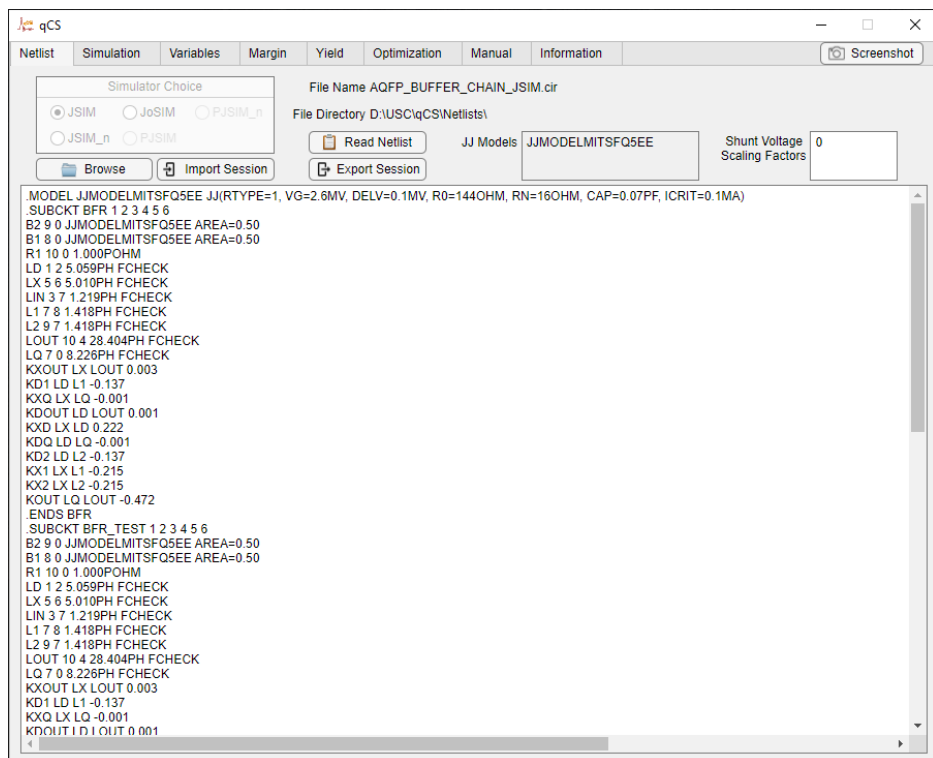 qCS
Netlist Simulation Variables Margin Yield Optimization Manual Information Screenshot
Simulator Choice
JSIM JoSIM PJSIM_n
JSIM_n PJSIM
File Name AQFP_BUFFER_CHAIN_JSIM.cir
File Directory D:\USC\qCS\Netlists\
Read Netlist JJ Models JJMODELMITSFQ5EE Shunt Voltage Scaling Factors 0
Browse Import Session Export Session
.MODEL JJMODELMITSFQ5EE JJ(RTYPE=1, VG=2.6MV, DELV=0.1MV, R0=144OHM, RN=16OHM, CAP=0.07PF, ICRIT=0.1MA)
.SUBCKT BFR 1 2 3 4 5 6
B2 9 0 JJMODELMITSFQ5EE AREA=0.50
B1 8 0 JJMODELMITSFQ5EE AREA=0.50
R1 10 0 1.000POHM
LD 1 2 5.059PH FCHECK
LX 5 6 5.010PH FCHECK
LIN 3 7 1.219PH FCHECK
L1 7 8 1.418PH FCHECK
L2 9 7 1.418PH FCHECK
LOUT 10 4 28.404PH FCHECK
LQ 7 0 8.226PH FCHECK
KXOUT LX LOUT 0.003
KD1 LD L1 -0.137
KXQ LX LQ -0.001
KDOUT LD LOUT 0.001
KXD LX LD 0.222
KDQ LD LQ -0.001
KD2 LD L2 -0.137
KX1 LX L1 -0.215
KX2 LX L2 -0.215
KOUT LQ LOUT -0.472
.ENDS BFR
.SUBCKT BFR_TEST 1 2 3 4 5 6
B2 9 0 JJMODELMITSFQ5EE AREA=0.50
B1 8 0 JJMODELMITSFQ5EE AREA=0.50
R1 10 0 1.000POHM
LD 1 2 5.059PH FCHECK
LX 5 6 5.010PH FCHECK
LIN 3 7 1.219PH FCHECK
L1 7 8 1.418PH FCHECK
L2 9 7 1.418PH FCHECK
LOUT 10 4 28.404PH FCHECK
LQ 7 0 8.226PH FCHECK
KXOUT LX LOUT 0.003
KD1 LD L1 -0.137
KXQ LX LQ -0.001
KDOUT LD LOUT 0.001